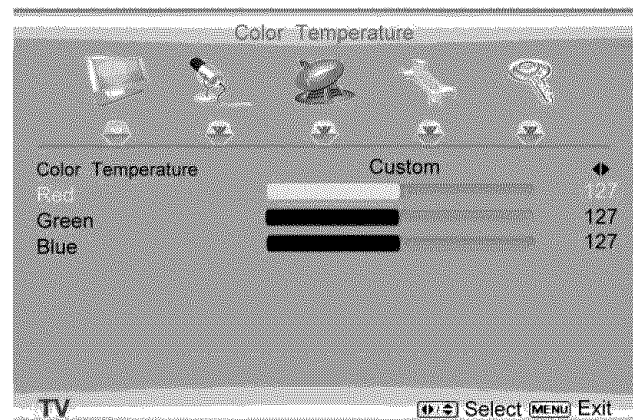 Color Temperature
Color Temperature Custom
Red 127
Green 127
Blue 127
TV Select MENU Exit